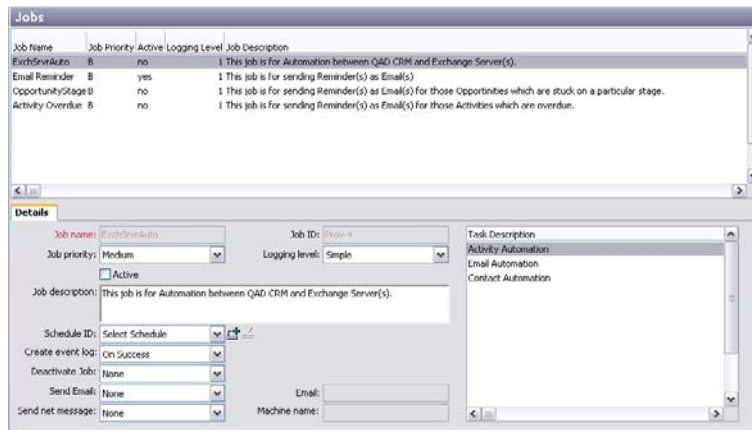 Jobs
Job Name Job Priority Active Logging Level Job Description
ExchSrvrAuto B no 1 This job is for Automation between QAD CRM and Exchange Server(s).
Email Reminder B yes 1 This job is for sending Reminder(s) as Email(s)
OpportunityStage B no 1 This job is for sending Reminder(s) as Email(s) for those Opportinities which are stuck on a particular stage.
Activity Overdue B no 1 This job is for sending Reminder(s) as Email(s) for those Activities which are overdue.
Details
Job name: ExchSrvrAuto Job ID: Prav-4
Job priority: Medium Logging level: Simple
Active
Job description: This job is for Automation between QAD CRM and Exchange Server(s).
Schedule ID: Select Schedule
Create event log: On Success
Deactivate Job: None
Send Email: None Email:
Send net message: None Machine name:
Task Description
Activity Automation
Email Automation
Contact Automation